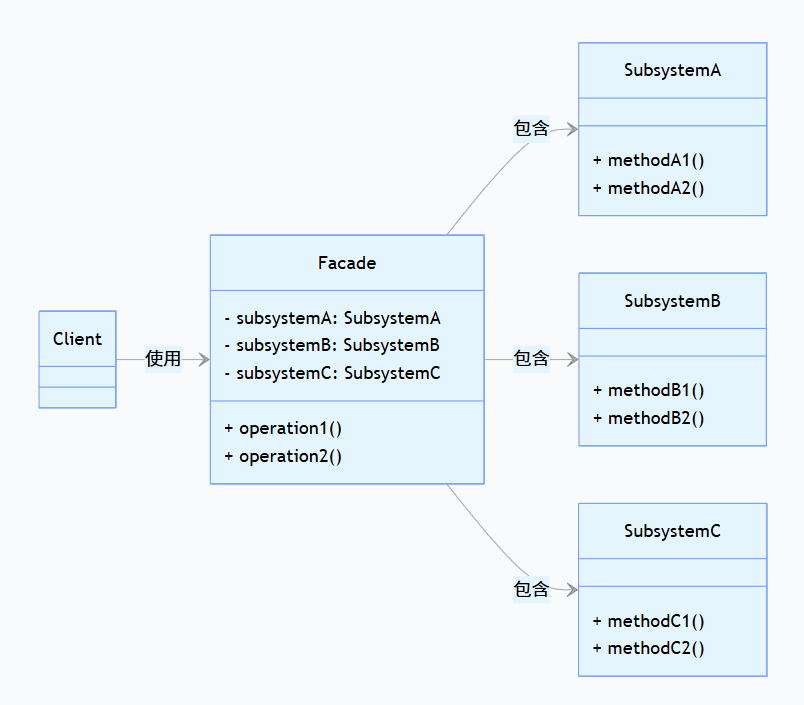 Client
使用
Facade
- subsystemA: SubsystemA
- subsystemB: SubsystemB
- subsystemC: SubsystemC
+ operation1()
+ operation2()
包含
SubsystemA
+ methodA1()
+ methodA2()
包含
SubsystemB
+ methodB1()
+ methodB2()
包含
SubsystemC
+ methodC1()
+ methodC2()